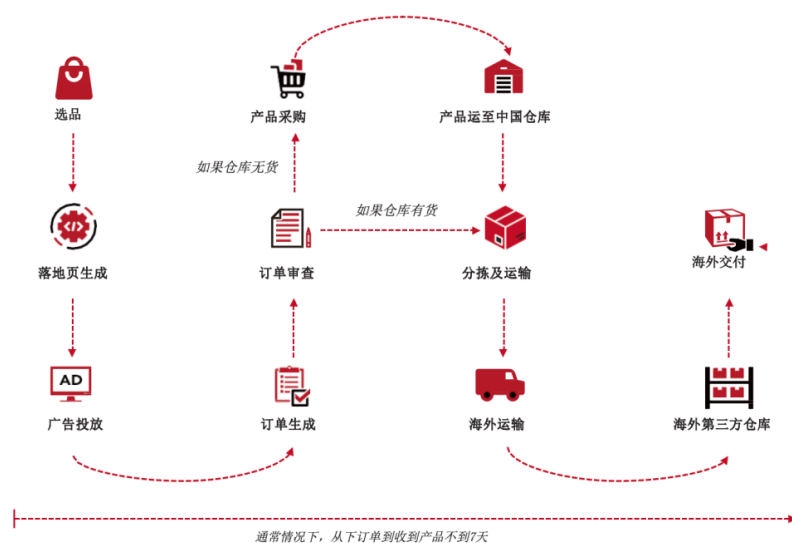 选品
产品采购
产品运至中国仓库
如果仓库无货
如果仓库有货
落地页生成
订单审查
分拣及运输
海外交付
AD
广告投放
订单生成
海外运输
海外第三方仓库
通常情况下，从下订单到收到产品不到7天